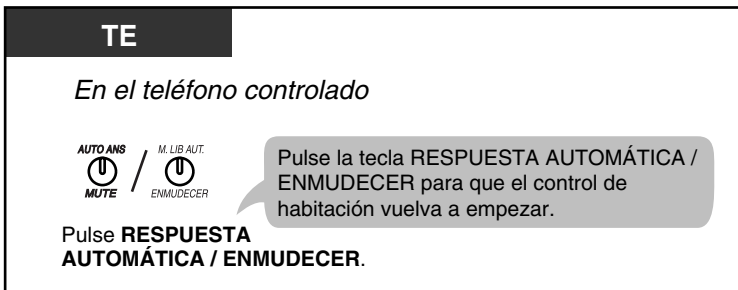 TE
En el teléfono controlado
AUTO ANS / M. LIB AUT.
MUTE ENMUDECER
Pulse la tecla RESPUESTA AUTOMÁTICA /
ENMUDECER para que el control de
habitación vuelva a empezar.
Pulse RESPUESTA
AUTOMÁTICA / ENMUDECER.